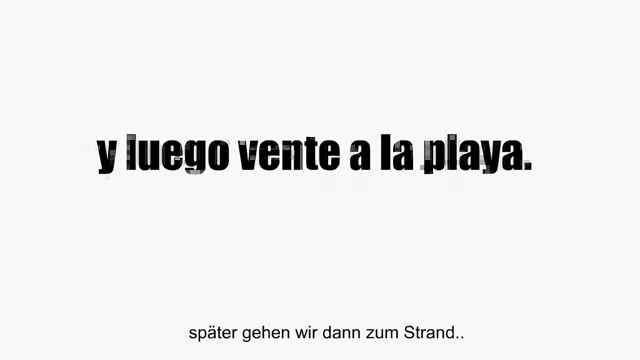 y luego vente a la playa.
später gehen wir dann zum Strand..